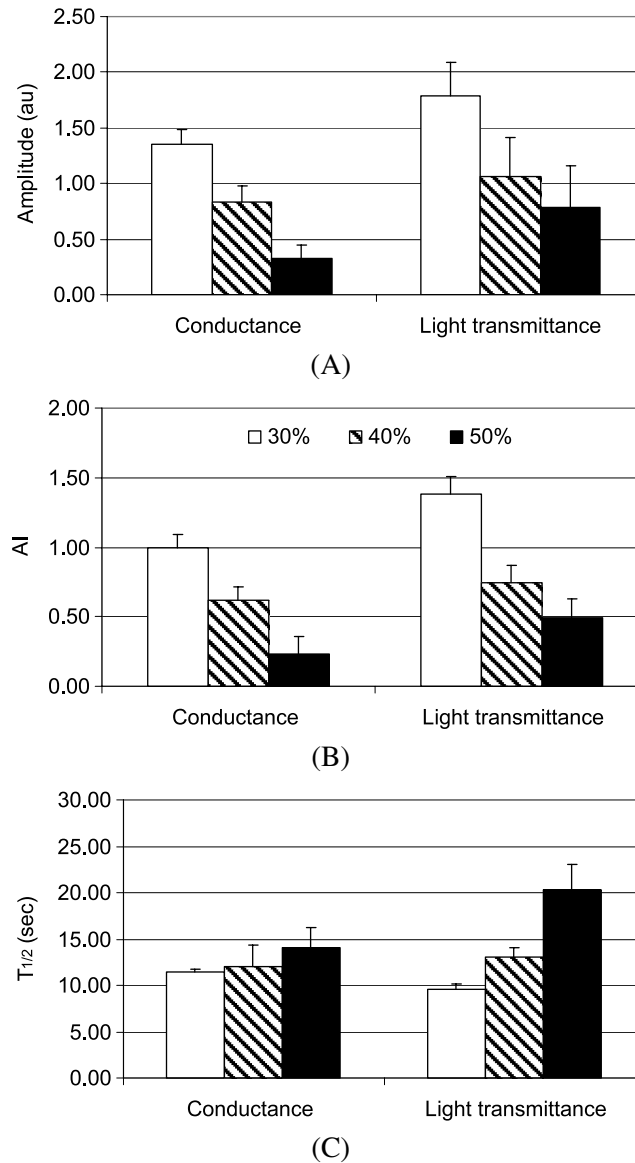 2.50
2.00
1.50
1.00
0.50
0.00
Amplitude (au)
Conductance Light transmittance
(A)
2.00
1.50
1.00
0.50
0.00
AI
30% 40% 50%
Conductance Light transmittance
(B)
30.00
25.00
20.00
15.00
10.00
5.00
0.00
T1/2 (sec)
Conductance Light transmittance
(C)